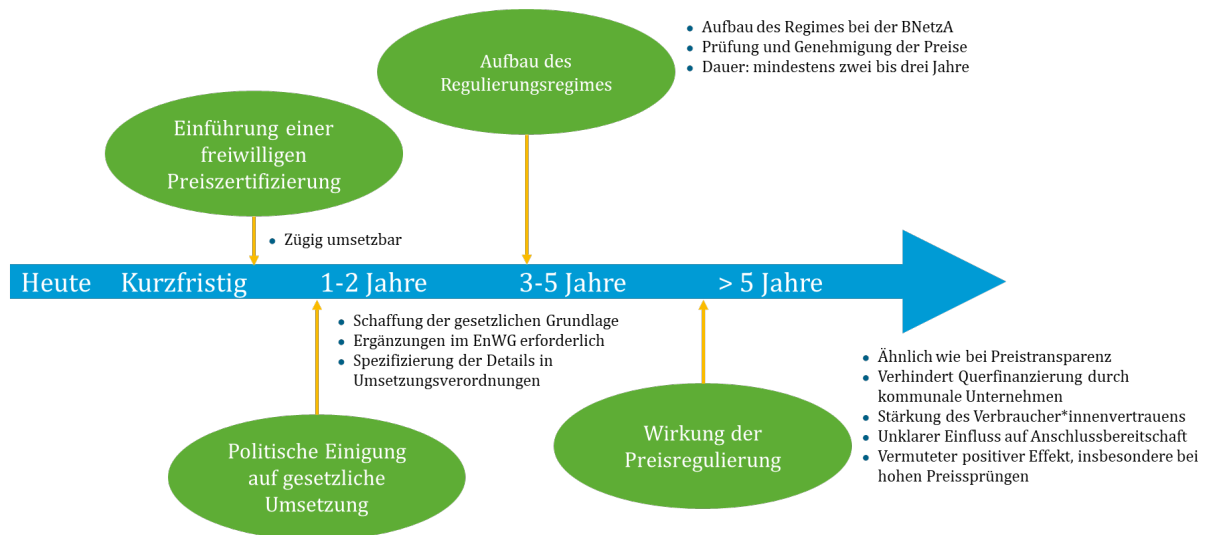 Aufbau des
Regulierungsregimes
• Aufbau des Regimes bei der BNetzA
• Prüfung und Genehmigung der Preise
• Dauer: mindestens zwei bis drei Jahre
Einführung einer
freiwilligen
Preiszertifizierung
• Zügig umsetzbar
Heute Kurzfristig 1-2 Jahre 3-5 Jahre > 5 Jahre
• Schaffung der gesetzlichen Grundlage
• Ergänzungen im EnWG erforderlich
• Spezifizierung der Details in
Umsetzungsverordnungen
Politische Einigung
auf gesetzliche
Umsetzung
Wirkung der
Preisregulierung
• Ähnlich wie bei Preistransparenz
• Verhindert Querfinanzierung durch
kommunale Unternehmen
• Stärkung des Verbraucher*innenvertrauens
• Unklarer Einfluss auf Anschlussbereitschaft
• Vermuteter positiver Effekt, insbesondere bei
hohen Preissprüngen